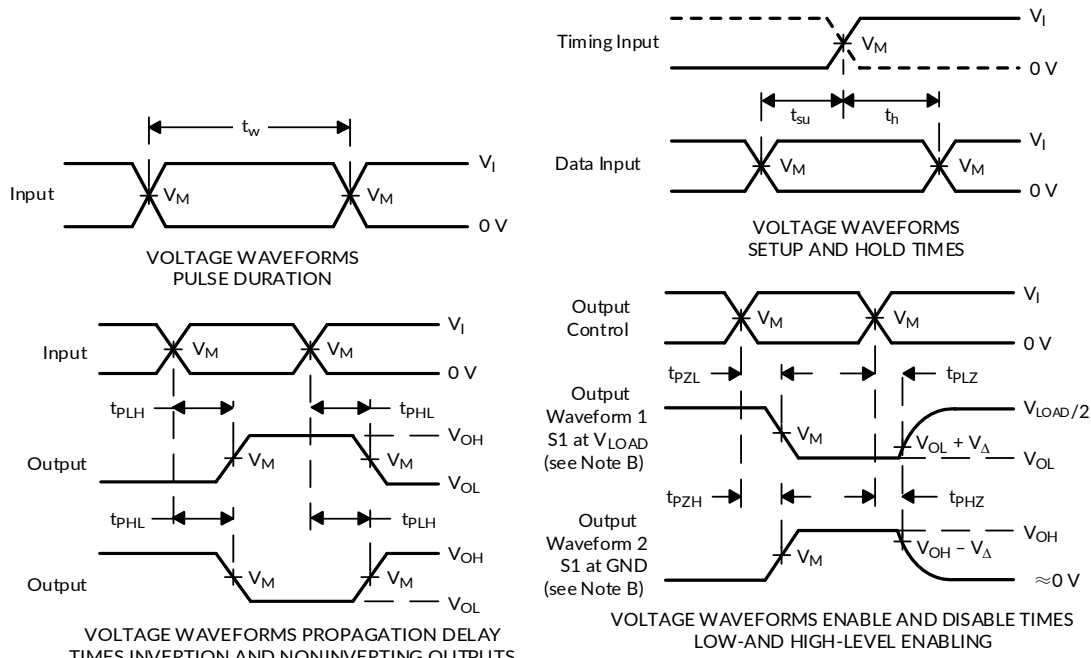 t_w
Input
V_M
V_M
V_I
0 V
VOLTAGE WAVEFORMS
PULSE DURATION
Timing Input
V_M
V_I
0 V
t_su
t_h
Data Input
V_M
V_M
V_I
0 V
VOLTAGE WAVEFORMS
SETUP AND HOLD TIMES
Input
V_M
V_M
V_I
0 V
t_PLH
t_PHL
Output
V_M
V_M
V_OH
V_OL
t_PHL
t_PLH
Output
V_M
V_M
V_OH
V_OL
VOLTAGE WAVEFORMS PROPAGATION DELAY
TIMES INVERTION AND NONINVERTING OUTPUTS
Output
Control
V_M
V_M
V_I
0 V
t_PZL
t_PLZ
Output
Waveform 1
S1 at V_LOAD
(see Note B)
V_M
V_LOAD/2
V_OL + V_Δ
V_OL
t_PZH
t_PHZ
Output
Waveform 2
S1 at GND
(see Note B)
V_M
V_OH
V_OH − V_Δ
≈0 V
VOLTAGE WAVEFORMS ENABLE AND DISABLE TIMES
LOW-AND HIGH-LEVEL ENABLING